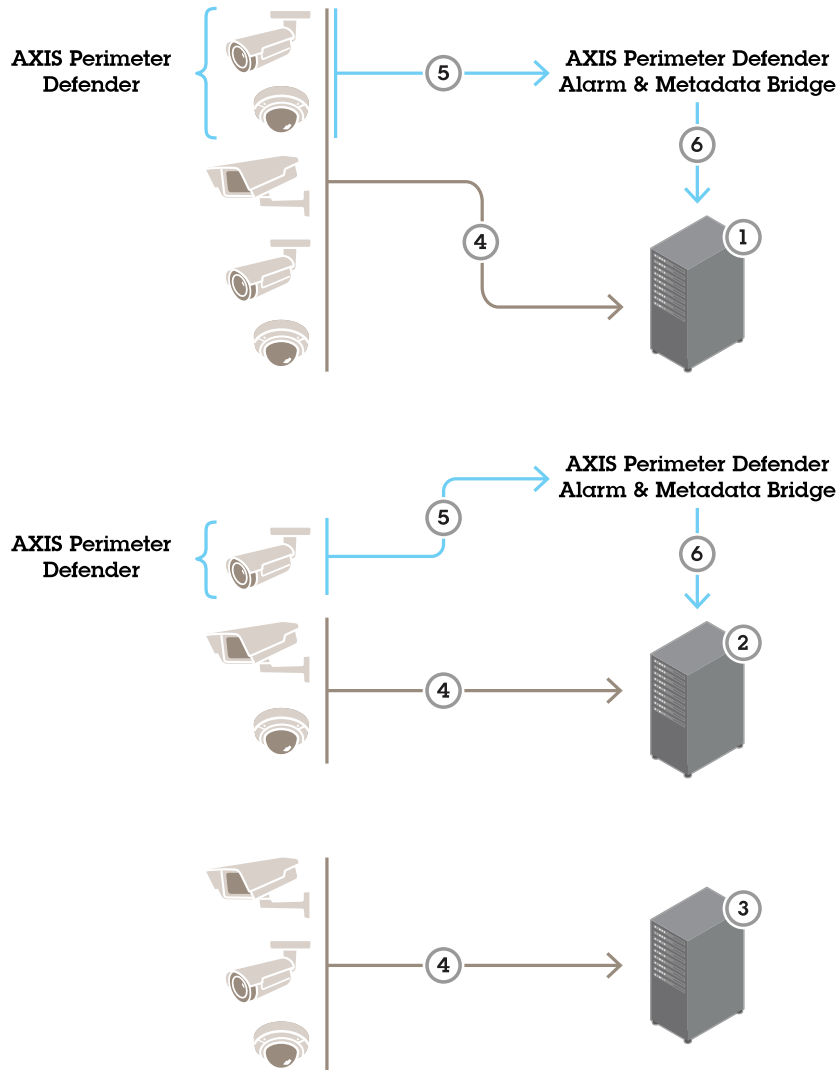 AXIS Perimeter
Defender
5
AXIS Perimeter Defender
Alarm & Metadata Bridge
6
4
1
AXIS Perimeter
Defender
5
AXIS Perimeter Defender
Alarm & Metadata Bridge
6
4
2
4
3